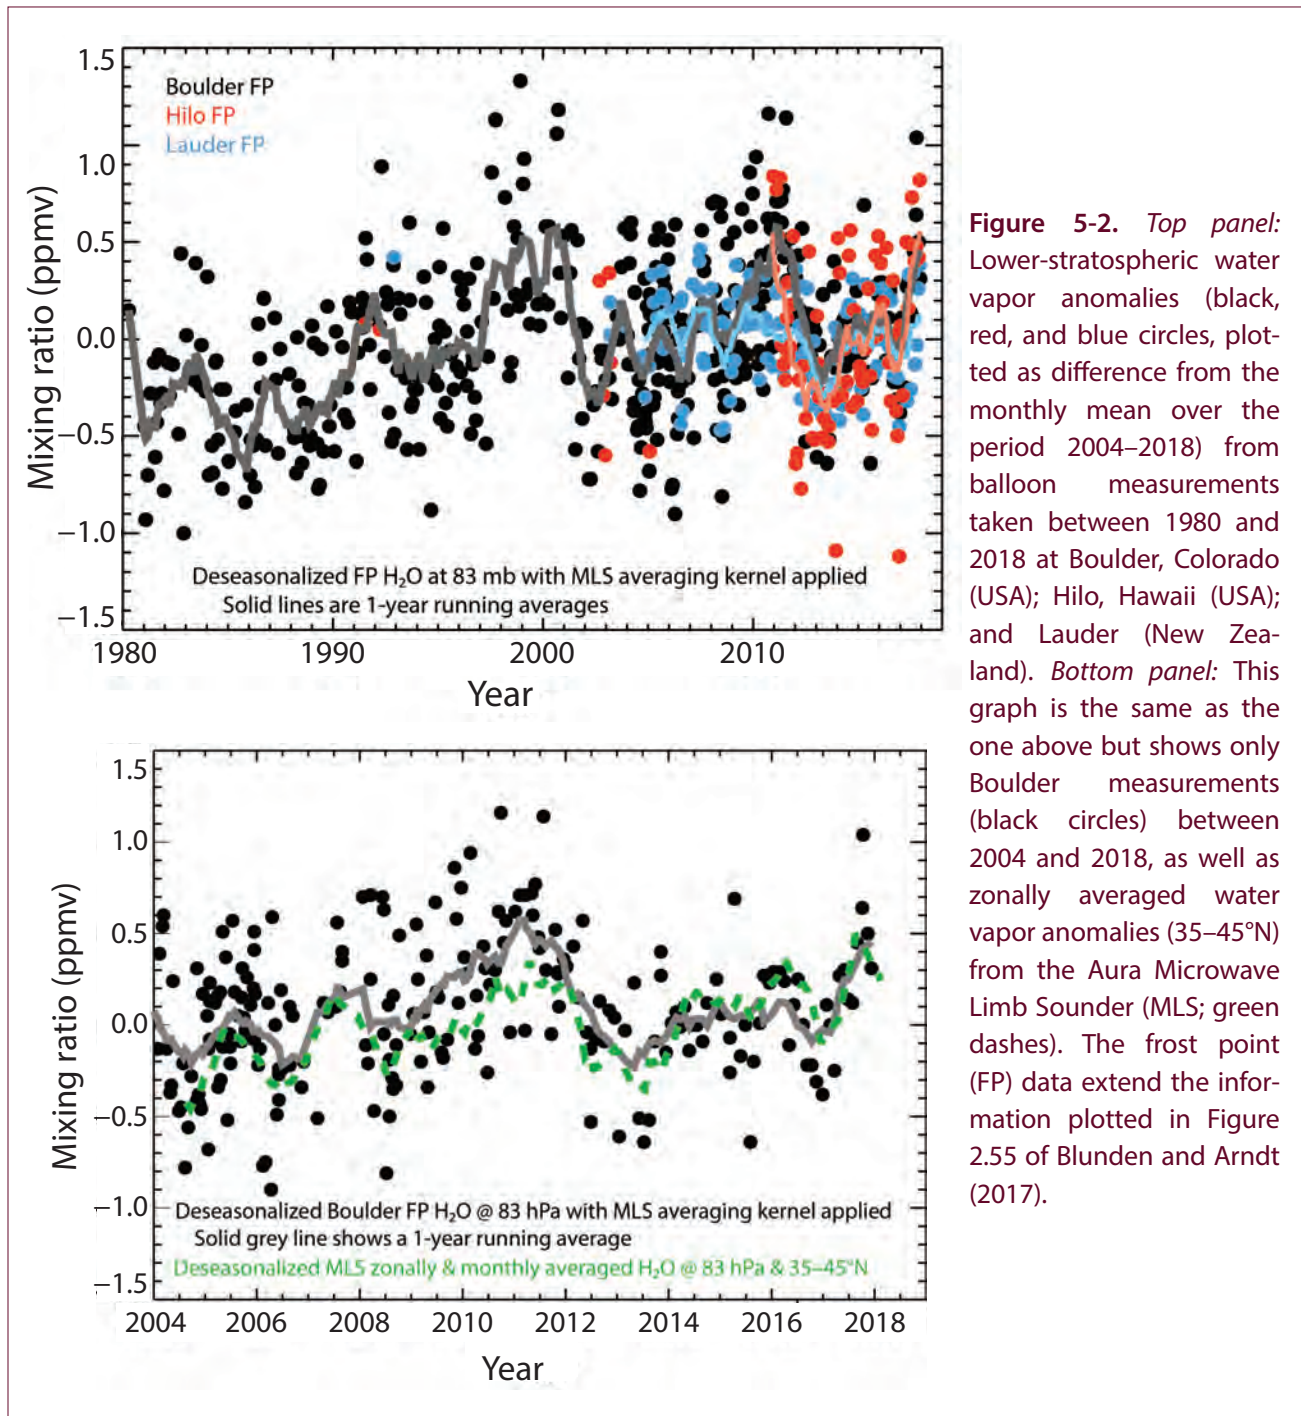 1.5
1.0
0.5
0.0
−0.5
−1.0
−1.5
Mixing ratio (ppmv)
Boulder FP
Hilo FP
Lauder FP
Deseasonalized FP H₂O at 83 mb with MLS averaging kernel applied
Solid lines are 1-year running averages
1980 1990 2000 2010
Year
1.5
1.0
0.5
0.0
−0.5
−1.0
−1.5
Mixing ratio (ppmv)
Deseasonalized Boulder FP H₂O @ 83 hPa with MLS averaging kernel applied
Solid grey line shows a 1-year running average
Deseasonalized MLS zonally & monthly averaged H₂O @ 83 hPa & 35–45°N
2004 2006 2008 2010 2012 2014 2016 2018
Year
Figure 5-2. Top panel:
Lower-stratospheric water
vapor anomalies (black,
red, and blue circles, plot-
ted as difference from the
monthly mean over the
period 2004–2018) from
balloon measurements
taken between 1980 and
2018 at Boulder, Colorado
(USA); Hilo, Hawaii (USA);
and Lauder (New Zea-
land). Bottom panel: This
graph is the same as the
one above but shows only
Boulder measurements
(black circles) between
2004 and 2018, as well as
zonally averaged water
vapor anomalies (35–45°N)
from the Aura Microwave
Limb Sounder (MLS; green
dashes). The frost point
(FP) data extend the infor-
mation plotted in Figure
2.55 of Blunden and Arndt
(2017).